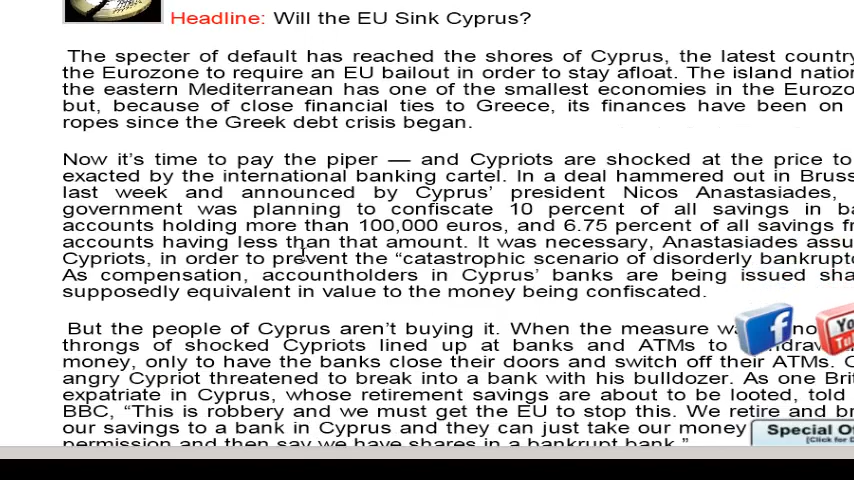 Headline: Will the EU Sink Cyprus?
The specter of default has reached the shores of Cyprus, the latest country
the Eurozone to require an EU bailout in order to stay afloat. The island
the eastern Mediterranean has one of the smallest economies in the
but, because of close financial ties to Greece, its finances have been on
ropes since the Greek debt crisis began.
Now it's time to pay the piper — and Cypriots are shocked at the price to
exacted by the international banking cartel. In a deal hammered out in
last week and announced by Cyprus' president Nicos Anastasiades,
government was planning to confiscate 10 percent of all savings in
accounts holding more than 100,000 euros, and 6.75 percent of all savings
accounts having less than that amount. It was necessary, Anastasiades
Cypriots, in order to prevent the “catastrophic scenario of disorderly
As compensation, accountholders in Cyprus' banks are being issued
supposedly equivalent in value to the money being confiscated.
But the people of Cyprus aren't buying it. When the measure
throngs of shocked Cypriots lined up at banks and ATMs to
money, only to have the banks close their doors and switch off their ATMs.
angry Cypriot threatened to break into a bank with his bulldozer. As one
expatriate in Cyprus, whose retirement savings are about to be looted, told
BBC, “This is robbery and we must get the EU to stop this. We retire and
our savings to a bank in Cyprus and they can just take our money
Special
permission and then say we have shares in a bankrupt bank.”